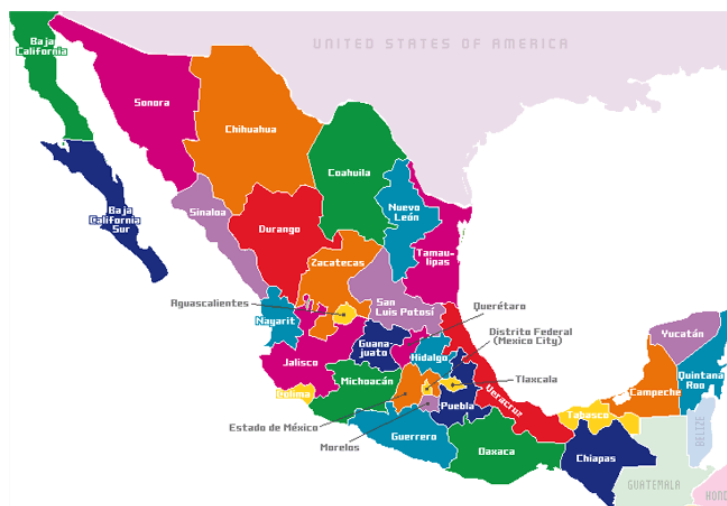 Baja
California
UNITED STATES OF AMERICA
Sonora
Chihuahua
Coahuila
Baja
California
Sur
Sinaloa
Nuevo
León
Durango
Tamau-
lipas
Zacatecas
Aguascalientes
San
Luis Potosí
Querétaro
Nayarit
Distrito Federal
(Mexico City)
Guana-
juato
Yucatán
Jalisco
Hidalgo
Quintana
Roo
Michoacán
Tlaxcala
Colima
Campeche
Veracruz
Puebla
Tabasco
Estado de México
Morelos
Guerrero
Oaxaca
Chiapas
BELIZE
GUATEMALA
HOND